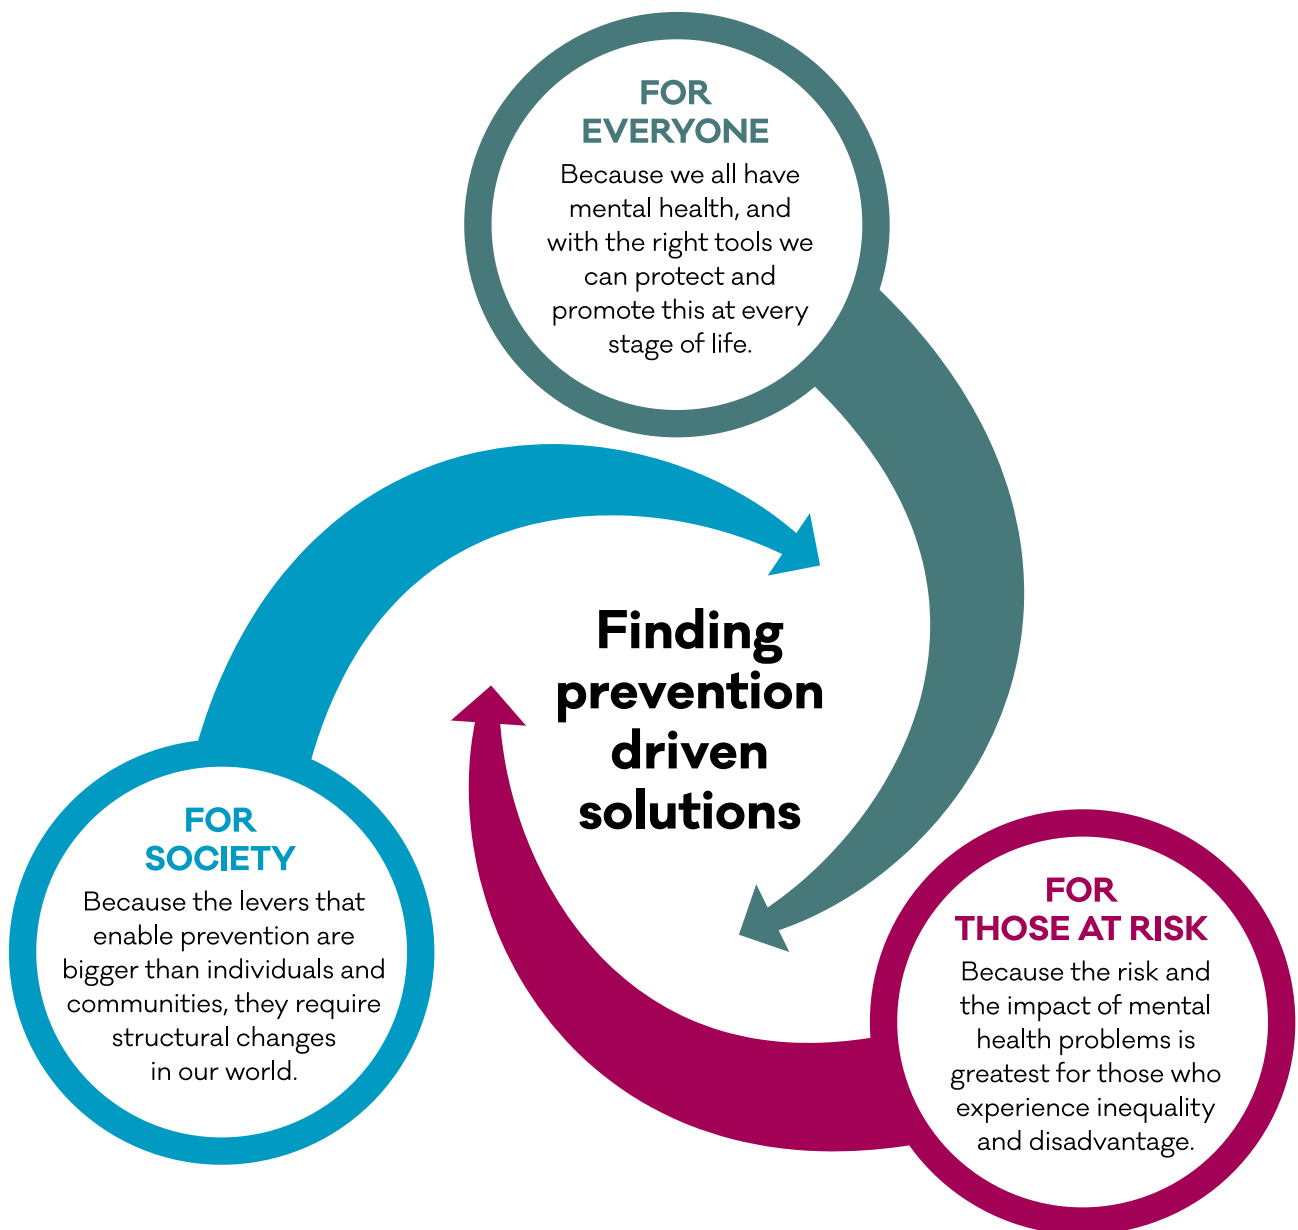 FOR
EVERYONE
Because we all have
mental health, and
with the right tools we
can protect and
promote this at every
stage of life.
Finding
prevention
driven
solutions
FOR
SOCIETY
Because the levers that
enable prevention are
bigger than individuals and
communities, they require
structural changes
in our world.
FOR
THOSE AT RISK
Because the risk and
the impact of mental
health problems is
greatest for those who
experience inequality
and disadvantage.